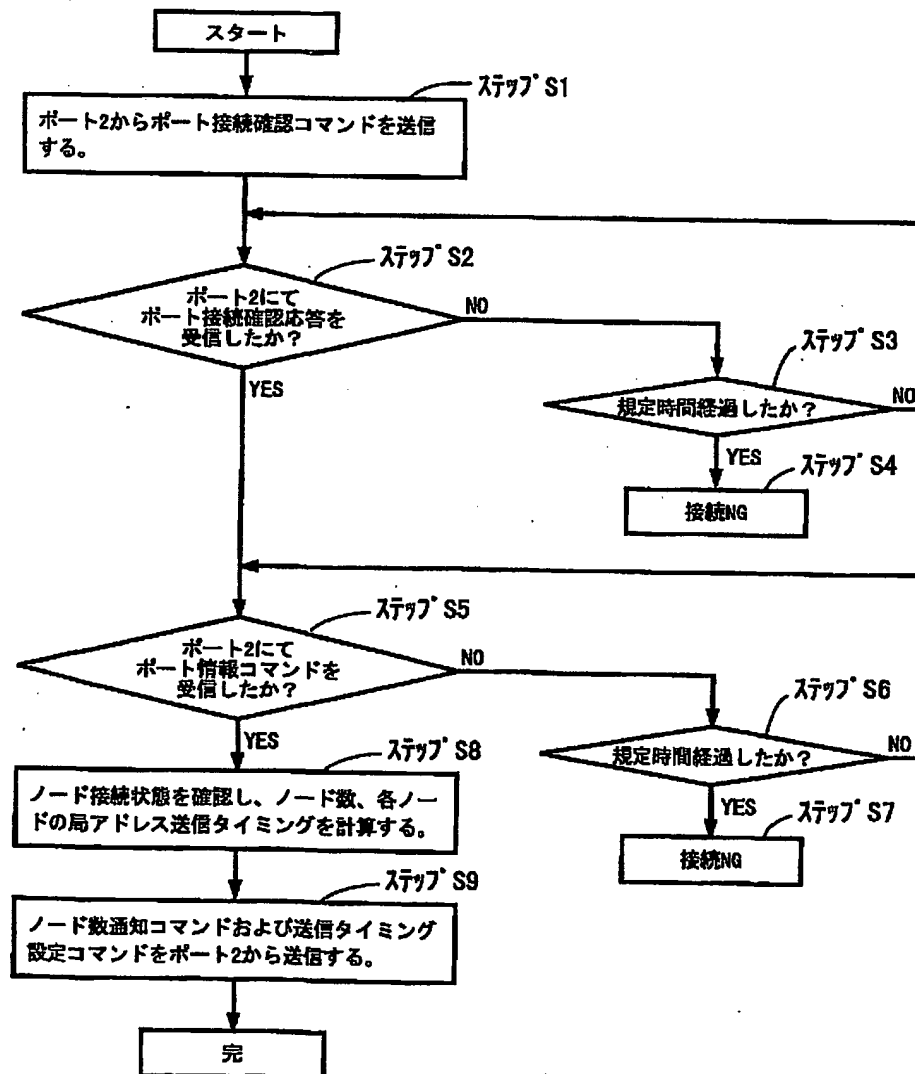 スタート
ステップ S1
ポート2からポート接続確認コマンドを送信
する。
ステップ S2
ポート2にて
ポート接続確認応答を
受信したか?
NO
YES
ステップ S3
規定時間経過したか?
NO
YES
ステップ S4
接続NG
ステップ S5
ポート2にて
ポート情報コマンドを
受信したか?
NO
YES
ステップ S6
規定時間経過したか?
NO
YES
ステップ S7
接続NG
ステップ S8
ノード接続状態を確認し、ノード数、各ノー
ドの局アドレス送信タイミングを計算する。
ステップ S9
ノード数通知コマンドおよび送信タイミング
設定コマンドをポート2から送信する。
完